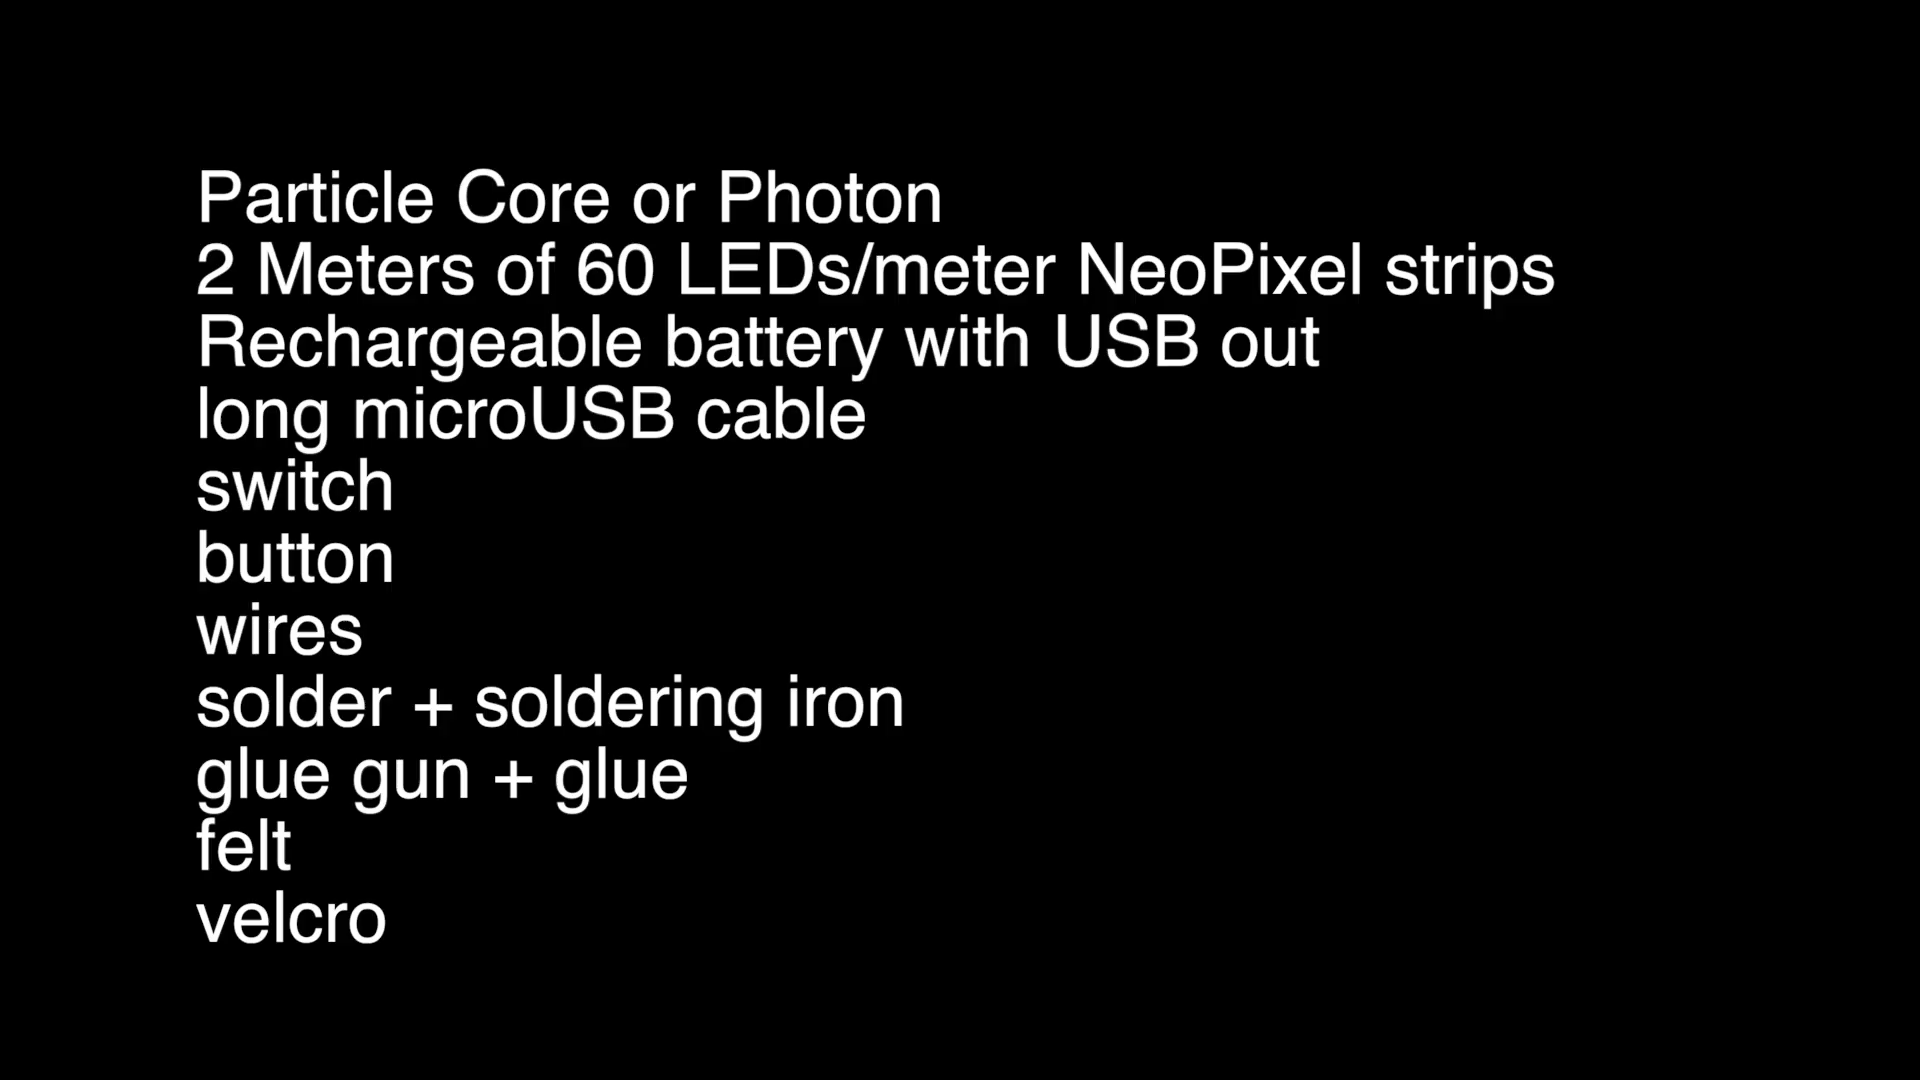 Particle Core or Photon
2 Meters of 60 LEDs/meter NeoPixel strips
Rechargeable battery with USB out
long microUSB cable
switch
button
wires
solder + soldering iron
glue gun + glue
felt
velcro